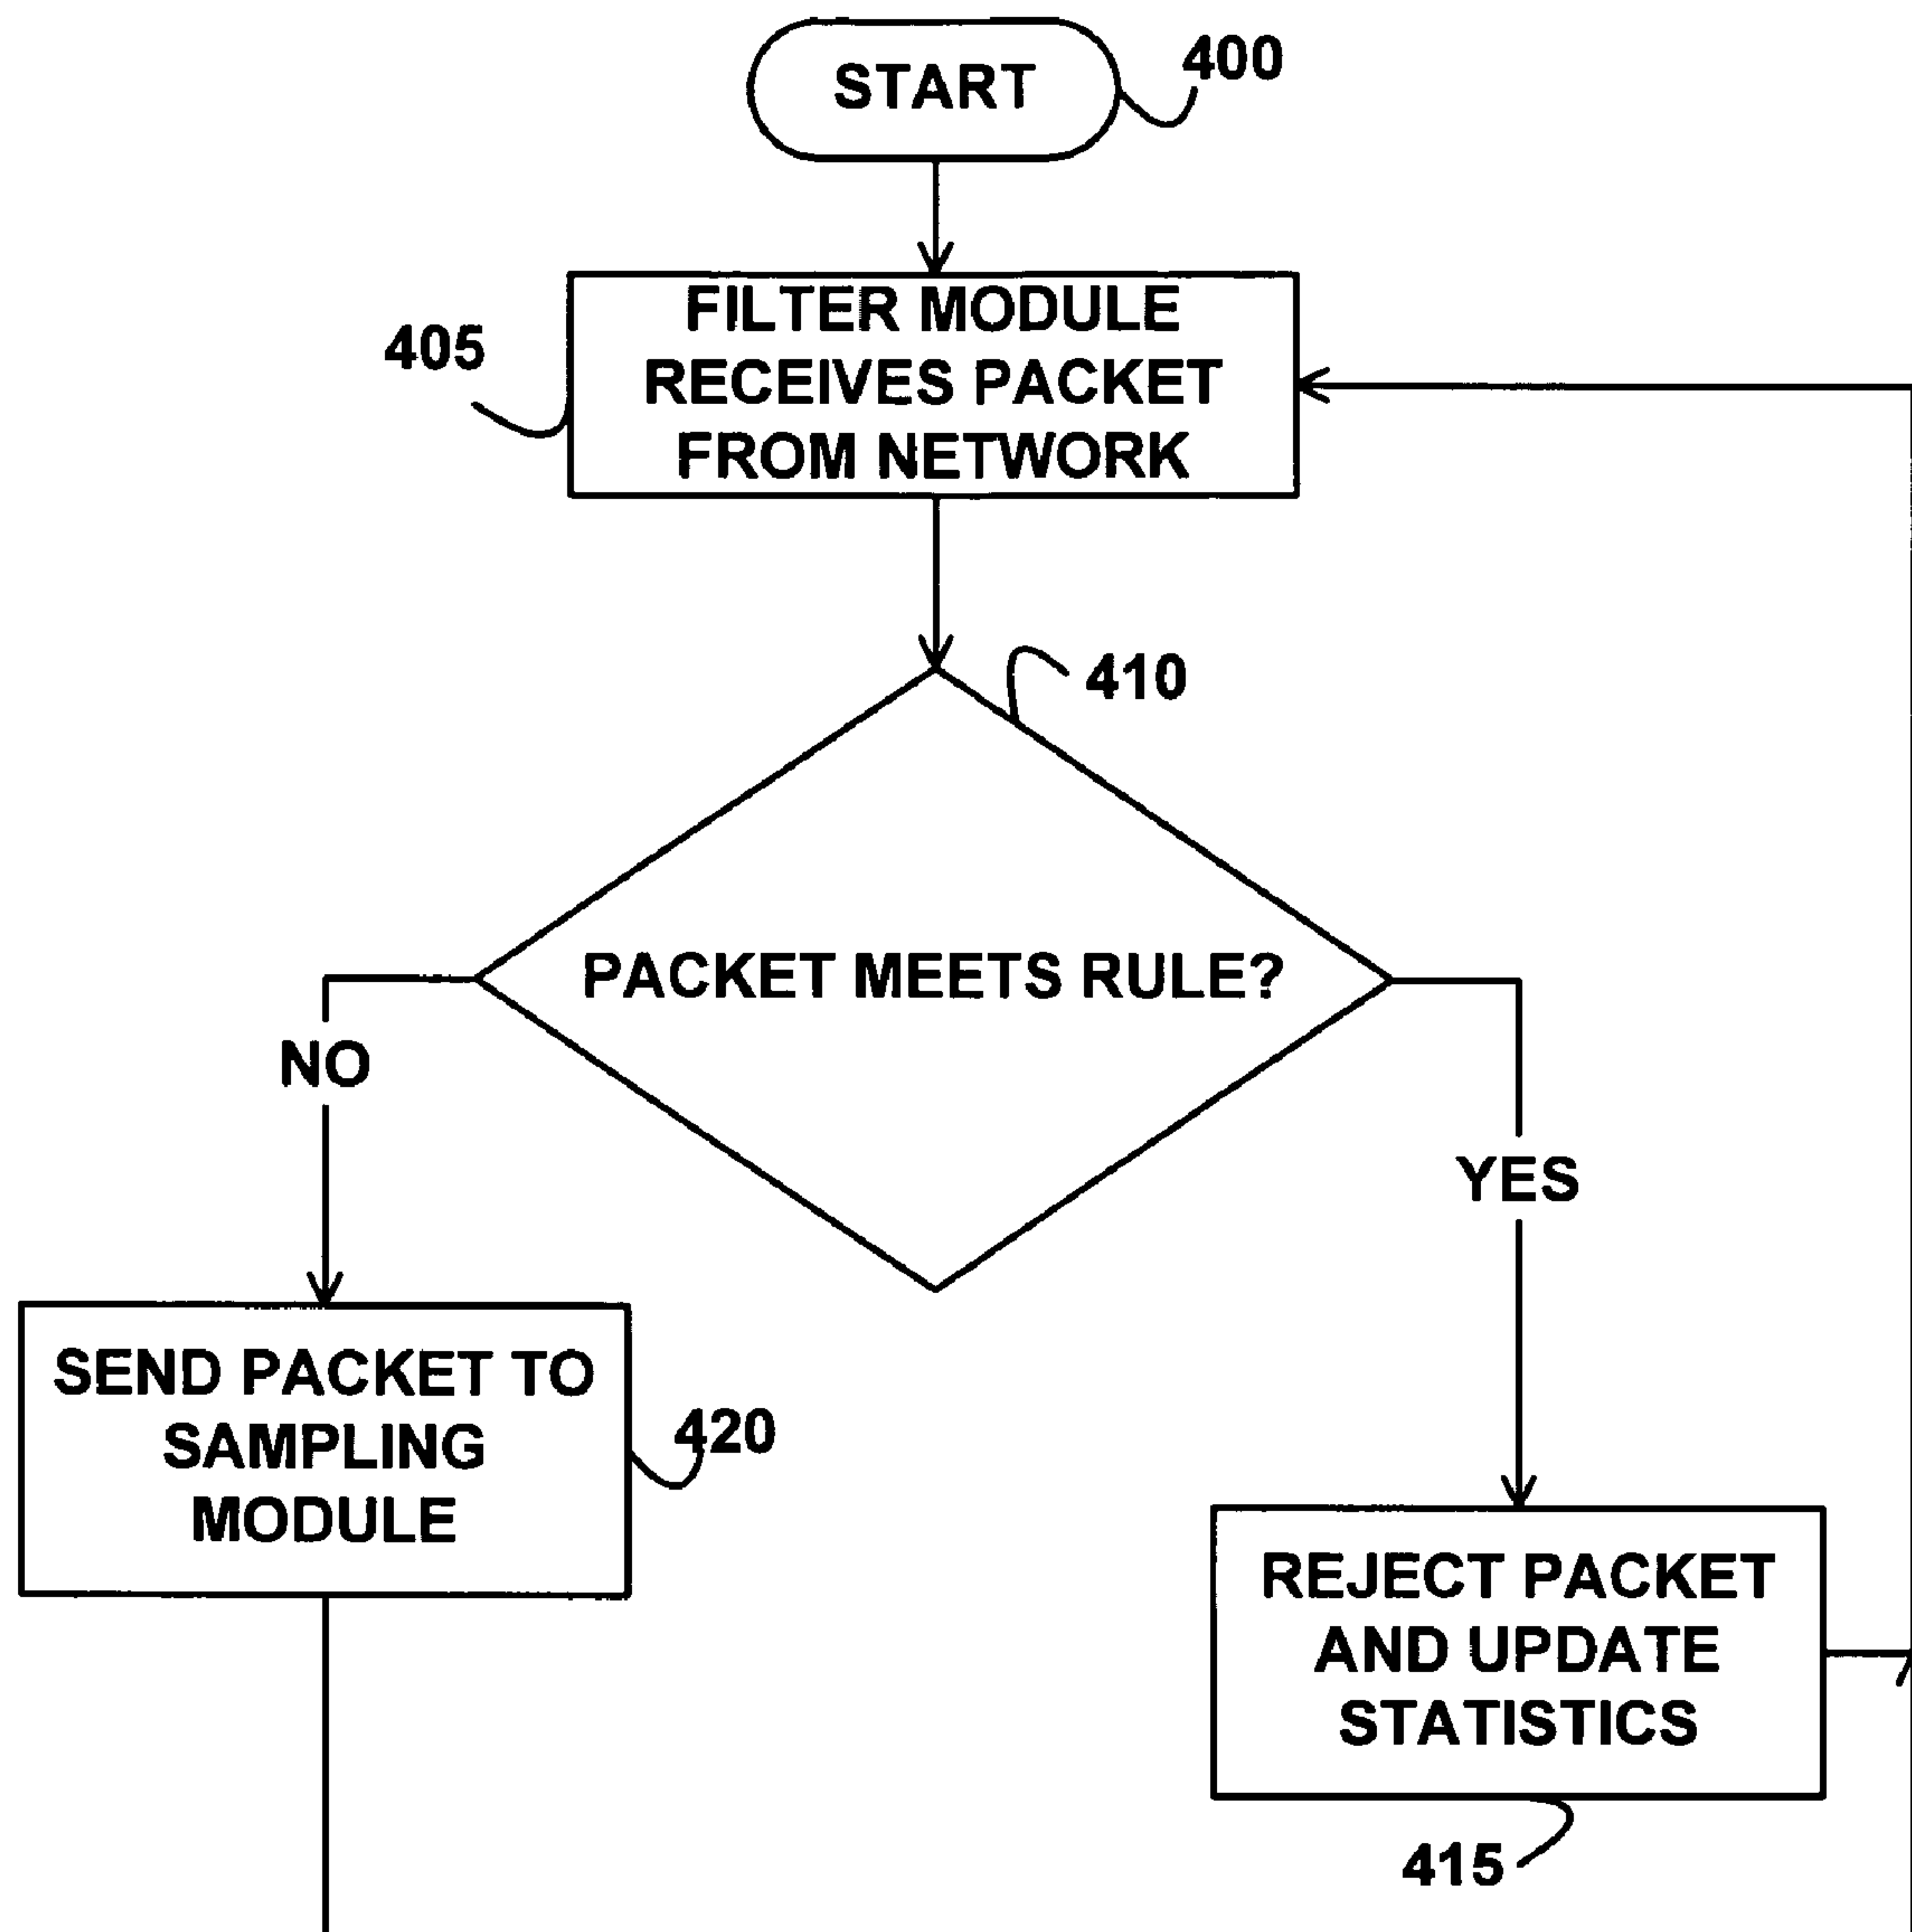 START
400
FILTER MODULE
RECEIVES PACKET
FROM NETWORK
405
410
PACKET MEETS RULE?
NO
YES
SEND PACKET TO
SAMPLING
MODULE
420
REJECT PACKET
AND UPDATE
STATISTICS
415